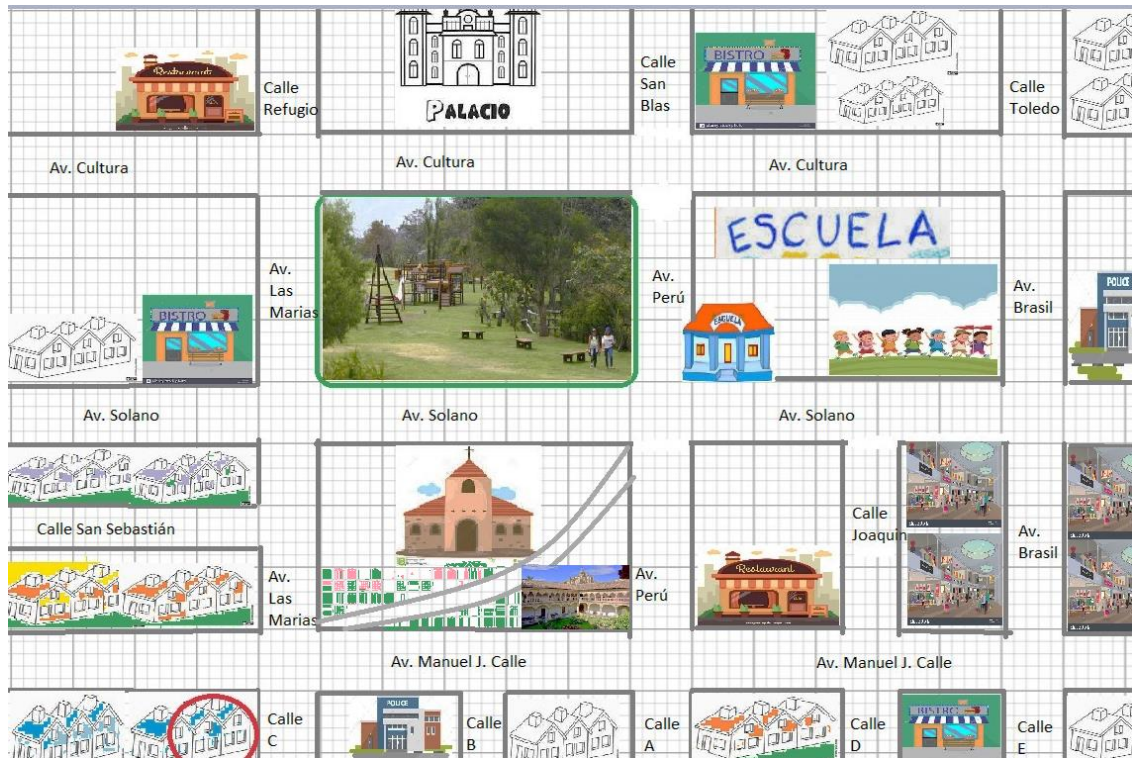 Restaurant
Calle
Refugio
PALACIO
Calle
San
Blas
BISTRO
Calle
Toledo
Av. Cultura
Av. Cultura
Av. Cultura
ESCUELA
Av.
Las
Marias
Av.
Perú
ESCUELA
Av.
Brasil
POLICE
BISTRO
Av. Solano
Av. Solano
Av. Solano
Calle San Sebastián
Calle
Joaquin
Av.
Brasil
Av.
Las
Marias
Av.
Perú
Restaurant
Av. Manuel J. Calle
Av. Manuel J. Calle
Calle
C
POLICE
Calle
B
Calle
A
Calle
D
BISTRO
Calle
E